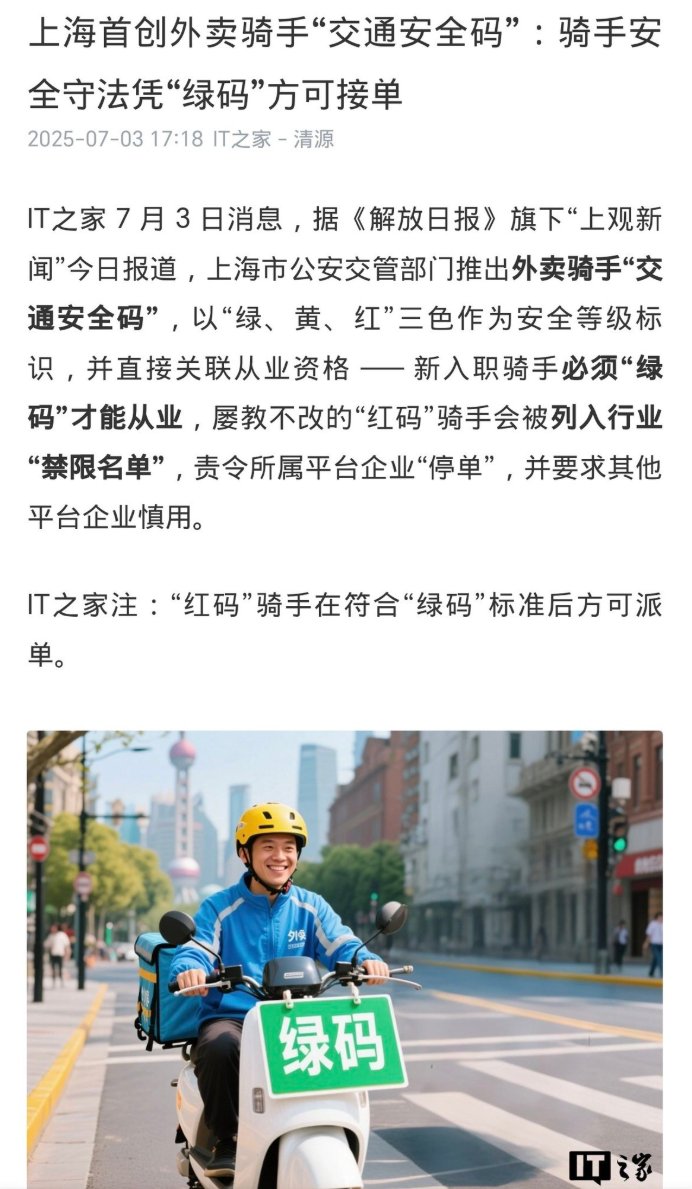 上海首创外卖骑手“交通安全码”：骑手安
全守法凭“绿码”方可接单
2025-07-03 17:18 IT之家 - 清源
IT之家 7 月 3 日消息，据《解放日报》旗下“上观新
闻”今日报道，上海市公安交管部门推出外卖骑手“交
通安全码”，以“绿、黄、红”三色作为安全等级标
识，并直接关联从业资格 —— 新入职骑手必须“绿
码”才能从业，屡教不改的“红码”骑手会被列入行业
“禁限名单”，责令所属平台企业“停单”，并要求其他
平台企业慎用。
IT之家注：“红码”骑手在符合“绿码”标准后方可派
单。
绿码
IT之家